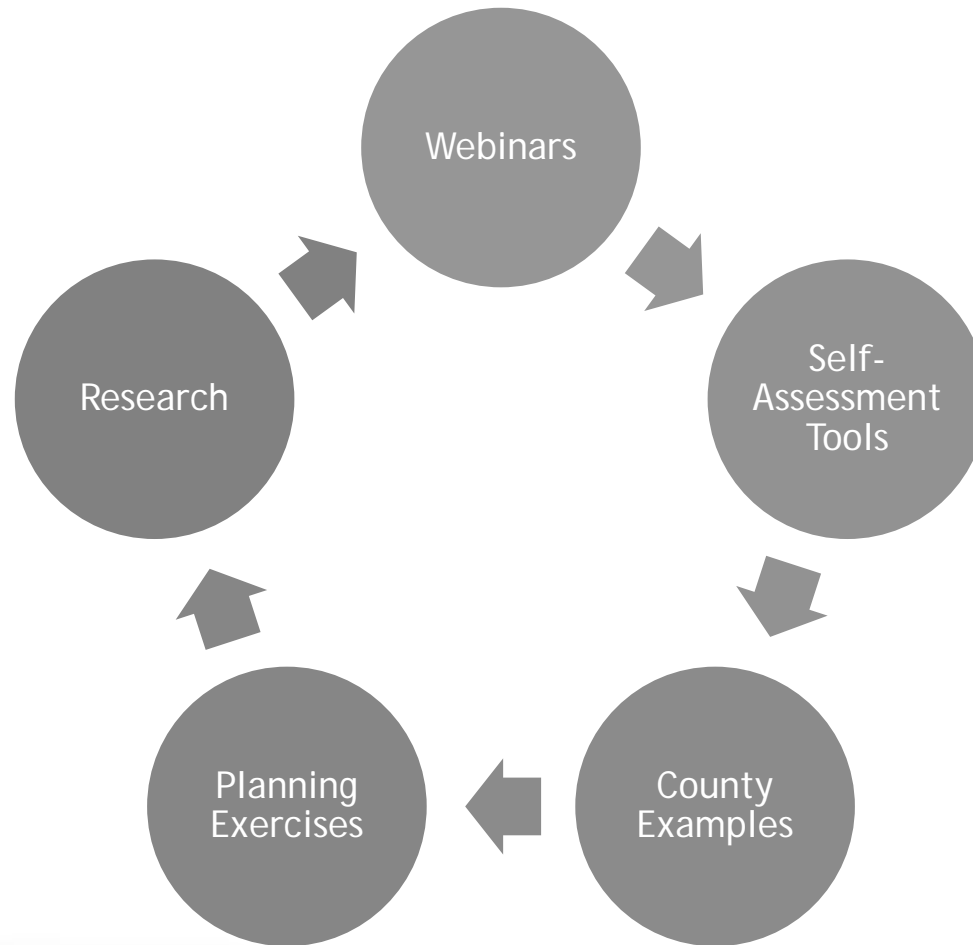 Webinars
Self-
Assessment
Tools
County
Examples
Planning
Exercises
Research